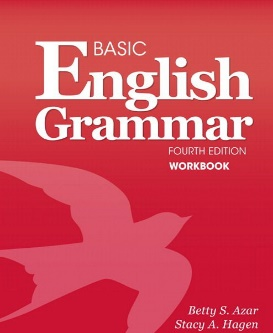 BASIC
English
Grammar
FOURTH EDITION
WORKBOOK
Betty S. Azar
Stacy A. Hagen